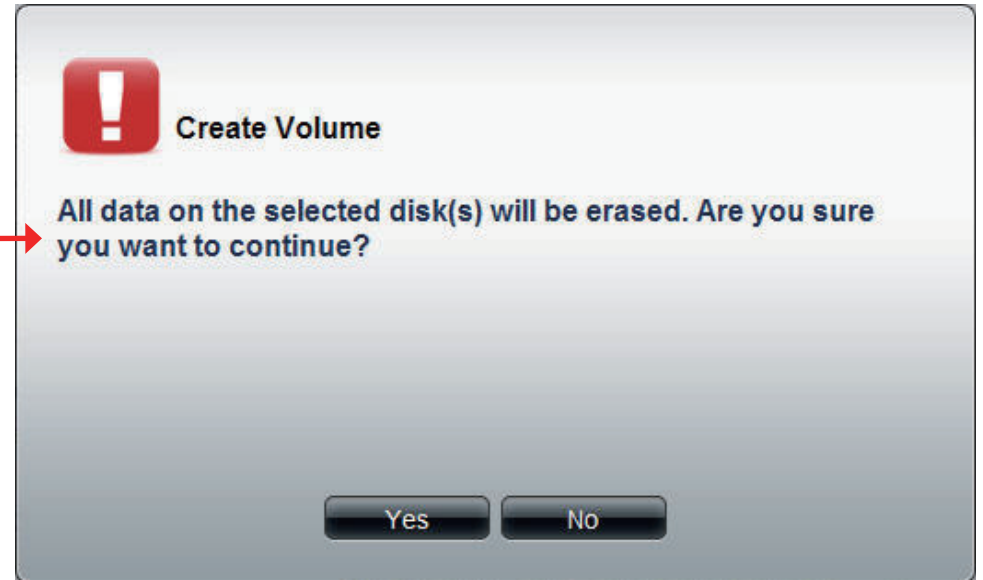 Create Volume
All data on the selected disk(s) will be erased. Are you sure
you want to continue?
Yes No